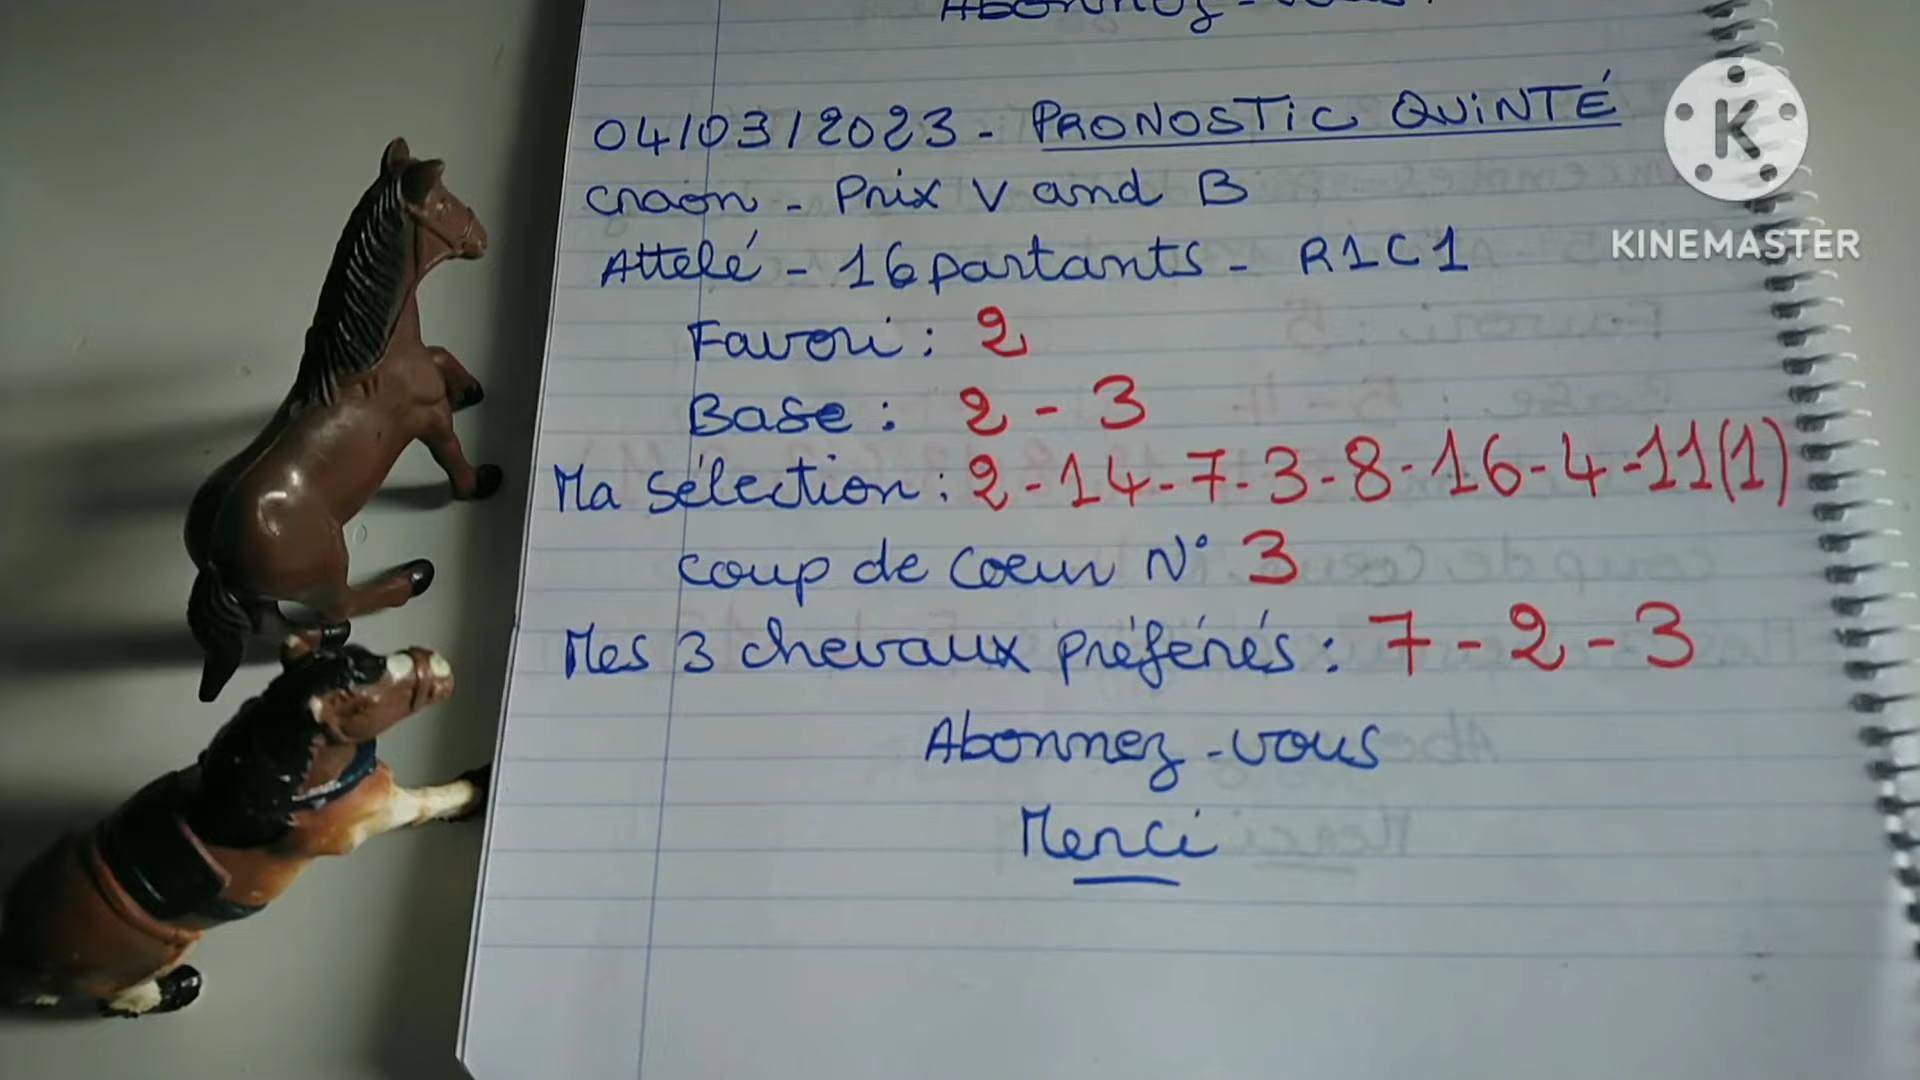 Abonnez-vous.
04/03/2023 - PRONOSTIC QUINTÉ
craon - Prix V and B
Attelé - 16 partants - R1C1
Favori : 2
Base : 2 - 3
Ma sélection : 2 - 14 - 7 - 3 - 8 - 16 - 4 - 11(1)
coup de coeur N° 3
Mes 3 chevaux préférés : 7 - 2 - 3
Abonnez-vous
Merci
K
KINEMASTER